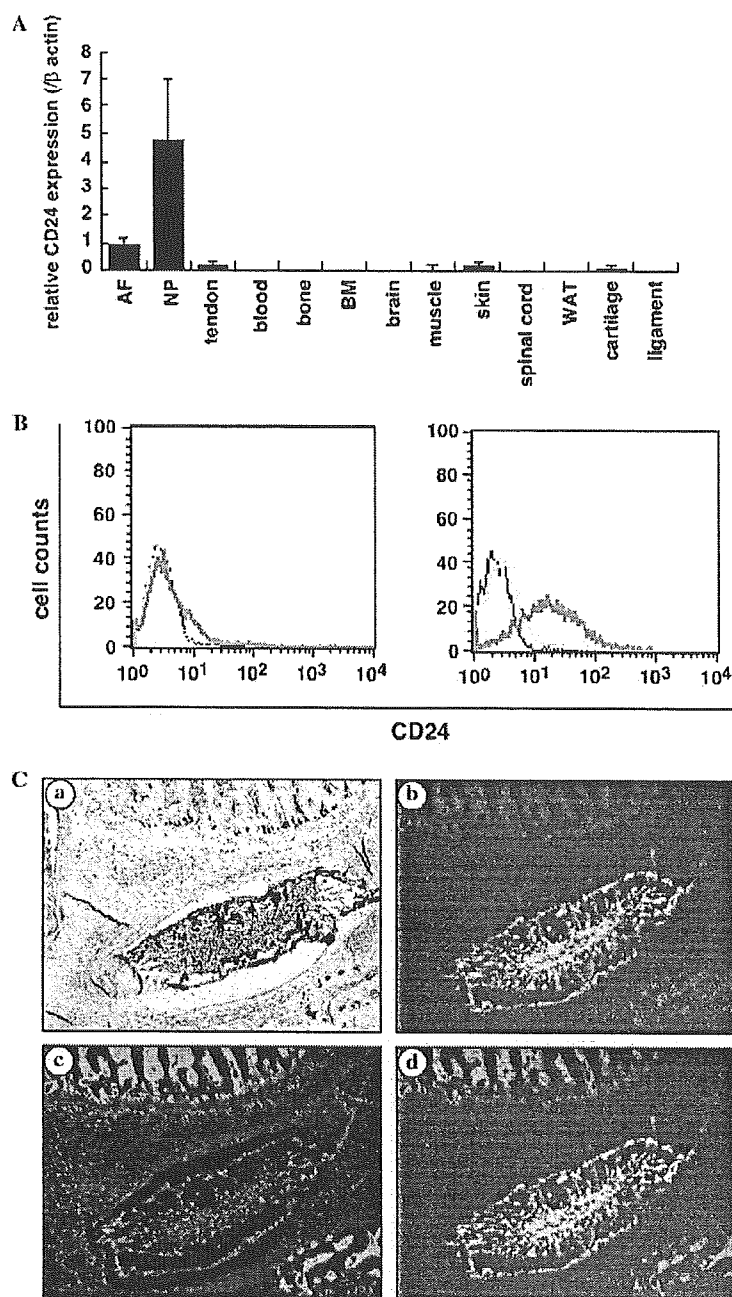 A
relative CD24 expression (/β actin)
8
7
6
5
4
3
2
1
0
AF
NP
tendon
blood
bone
BM
brain
muscle
skin
spinal cord
WAT
cartilage
ligament
B
cell counts
100
80
60
40
20
0
10⁰ 10¹ 10² 10³ 10⁴
100
80
60
40
20
0
10⁰ 10¹ 10² 10³ 10⁴
CD24
C
a
b
c
d